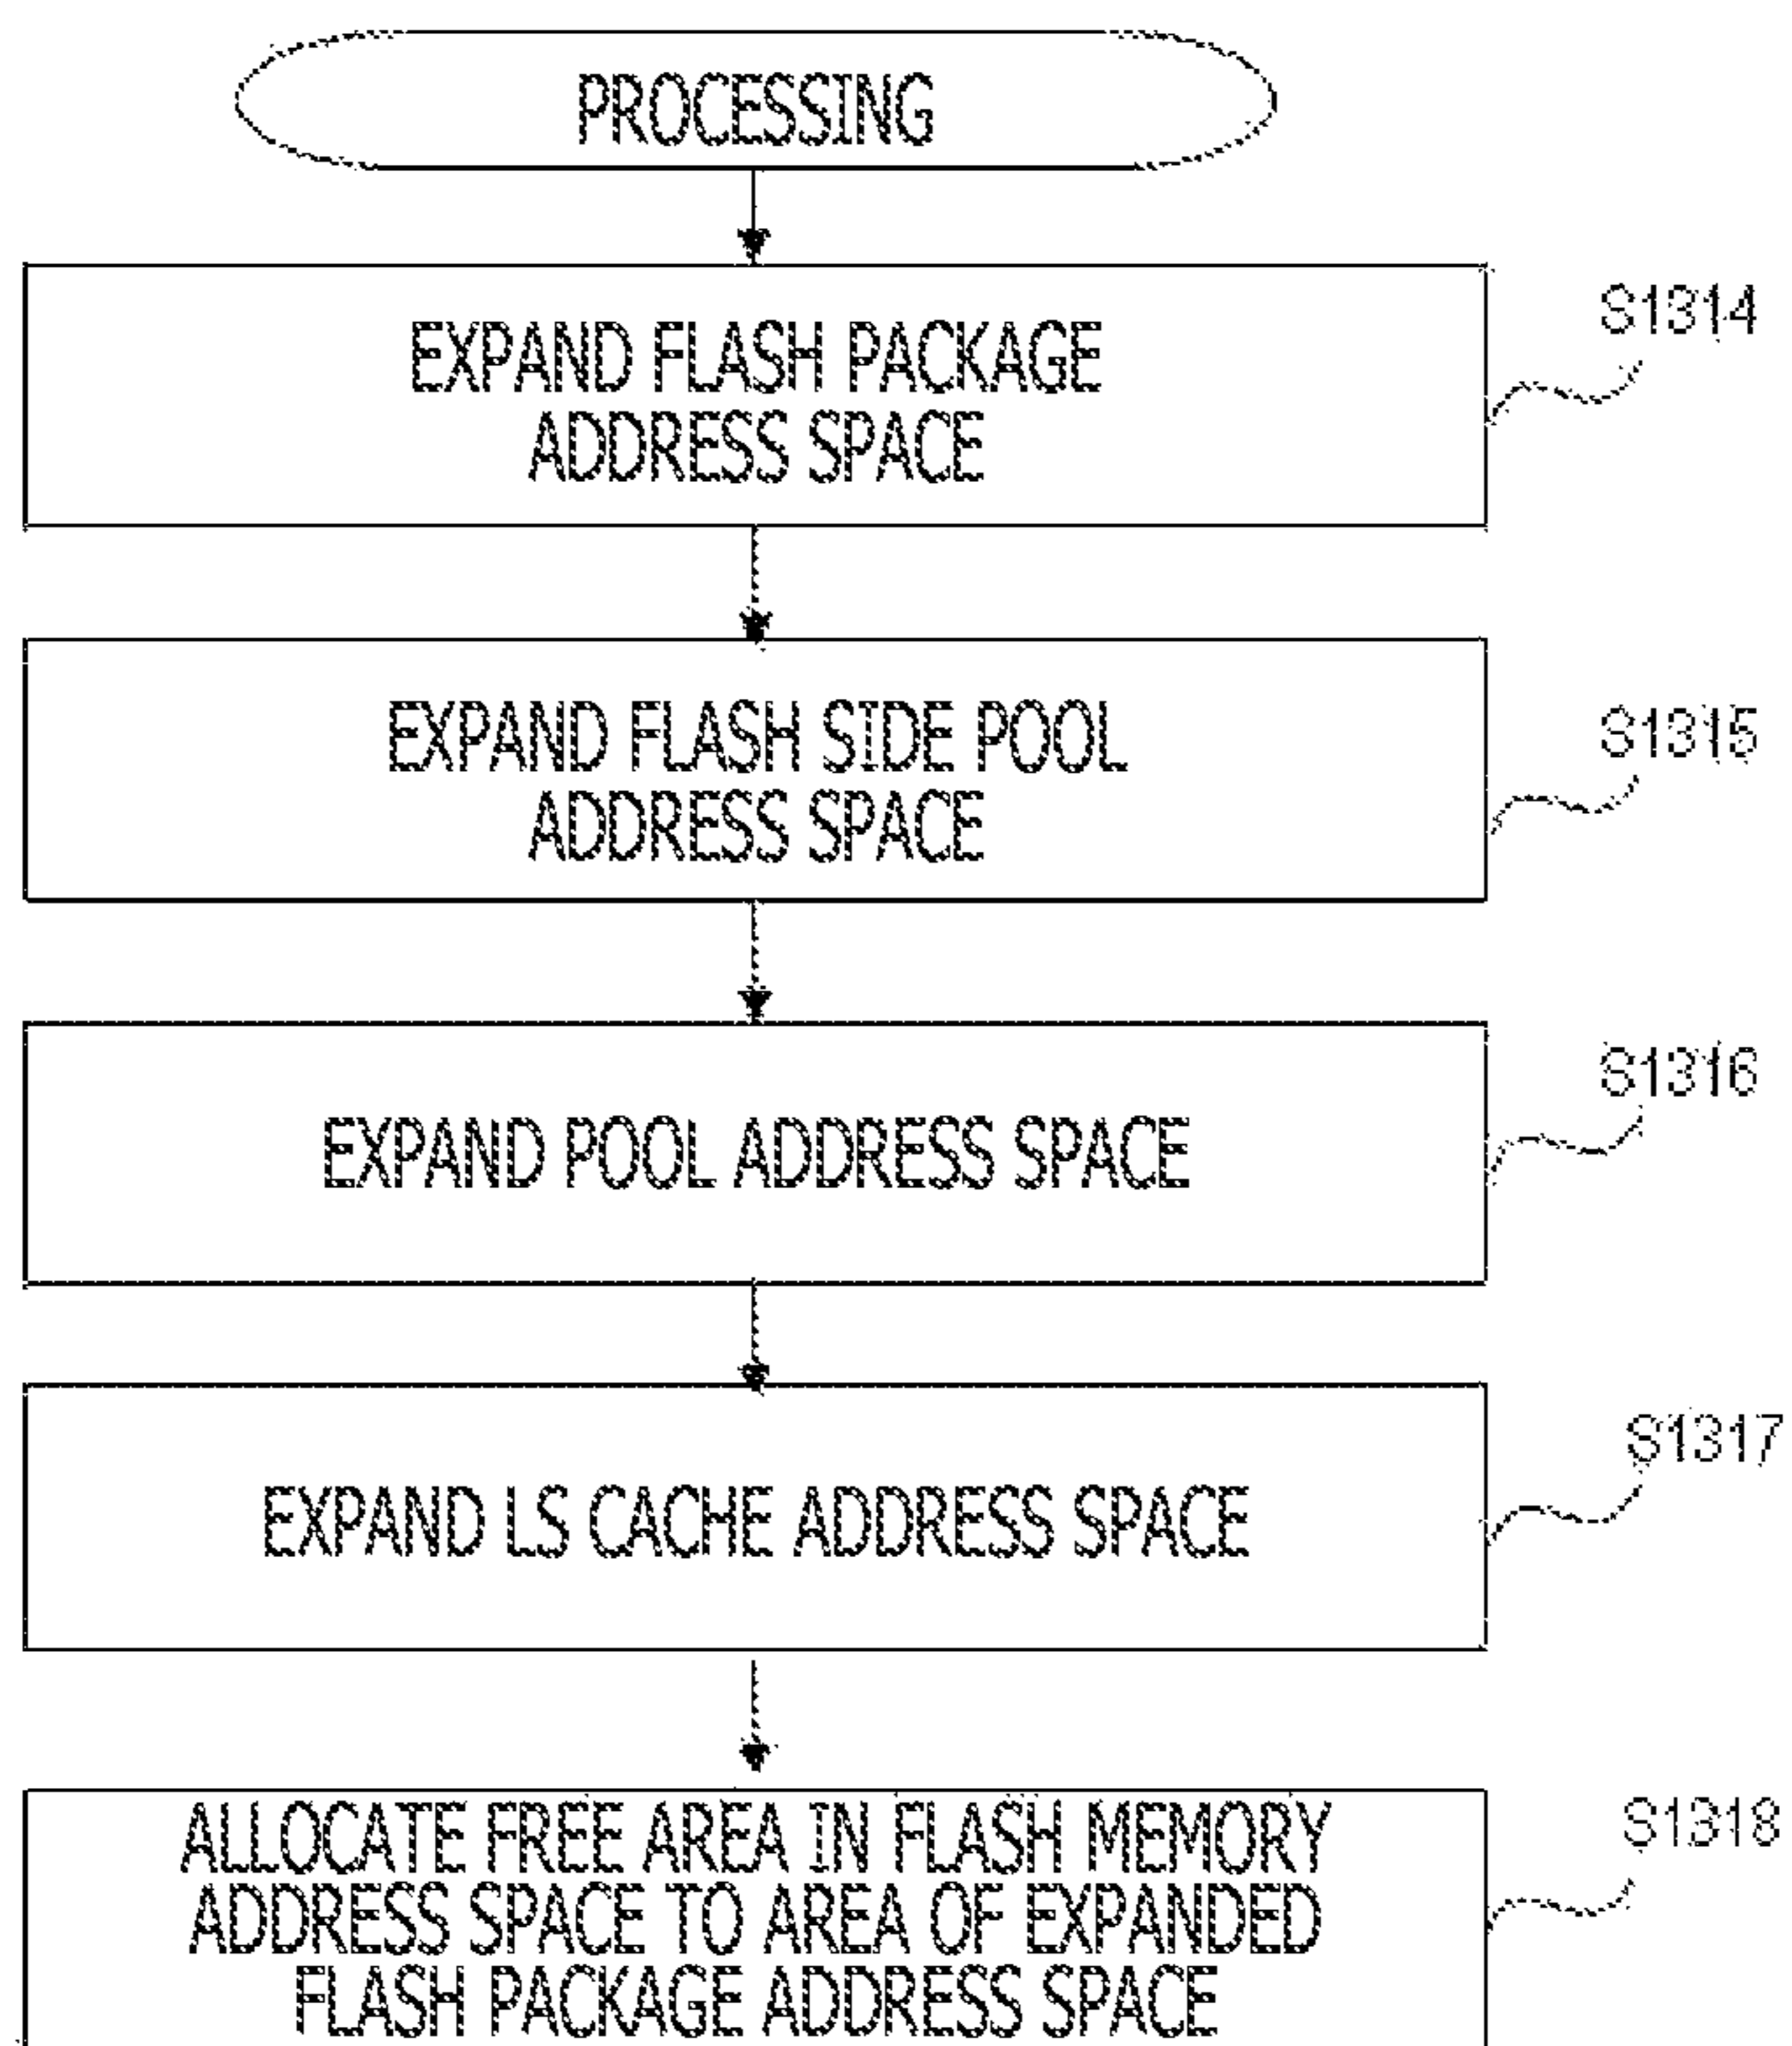 PROCESSING
EXPAND FLASH PACKAGE
ADDRESS SPACE
S1314
EXPAND FLASH SIDE POOL
ADDRESS SPACE
S1315
EXPAND POOL ADDRESS SPACE
S1316
EXPAND LS CACHE ADDRESS SPACE
S1317
ALLOCATE FREE AREA IN FLASH MEMORY
ADDRESS SPACE TO AREA OF EXPANDED
FLASH PACKAGE ADDRESS SPACE
S1318